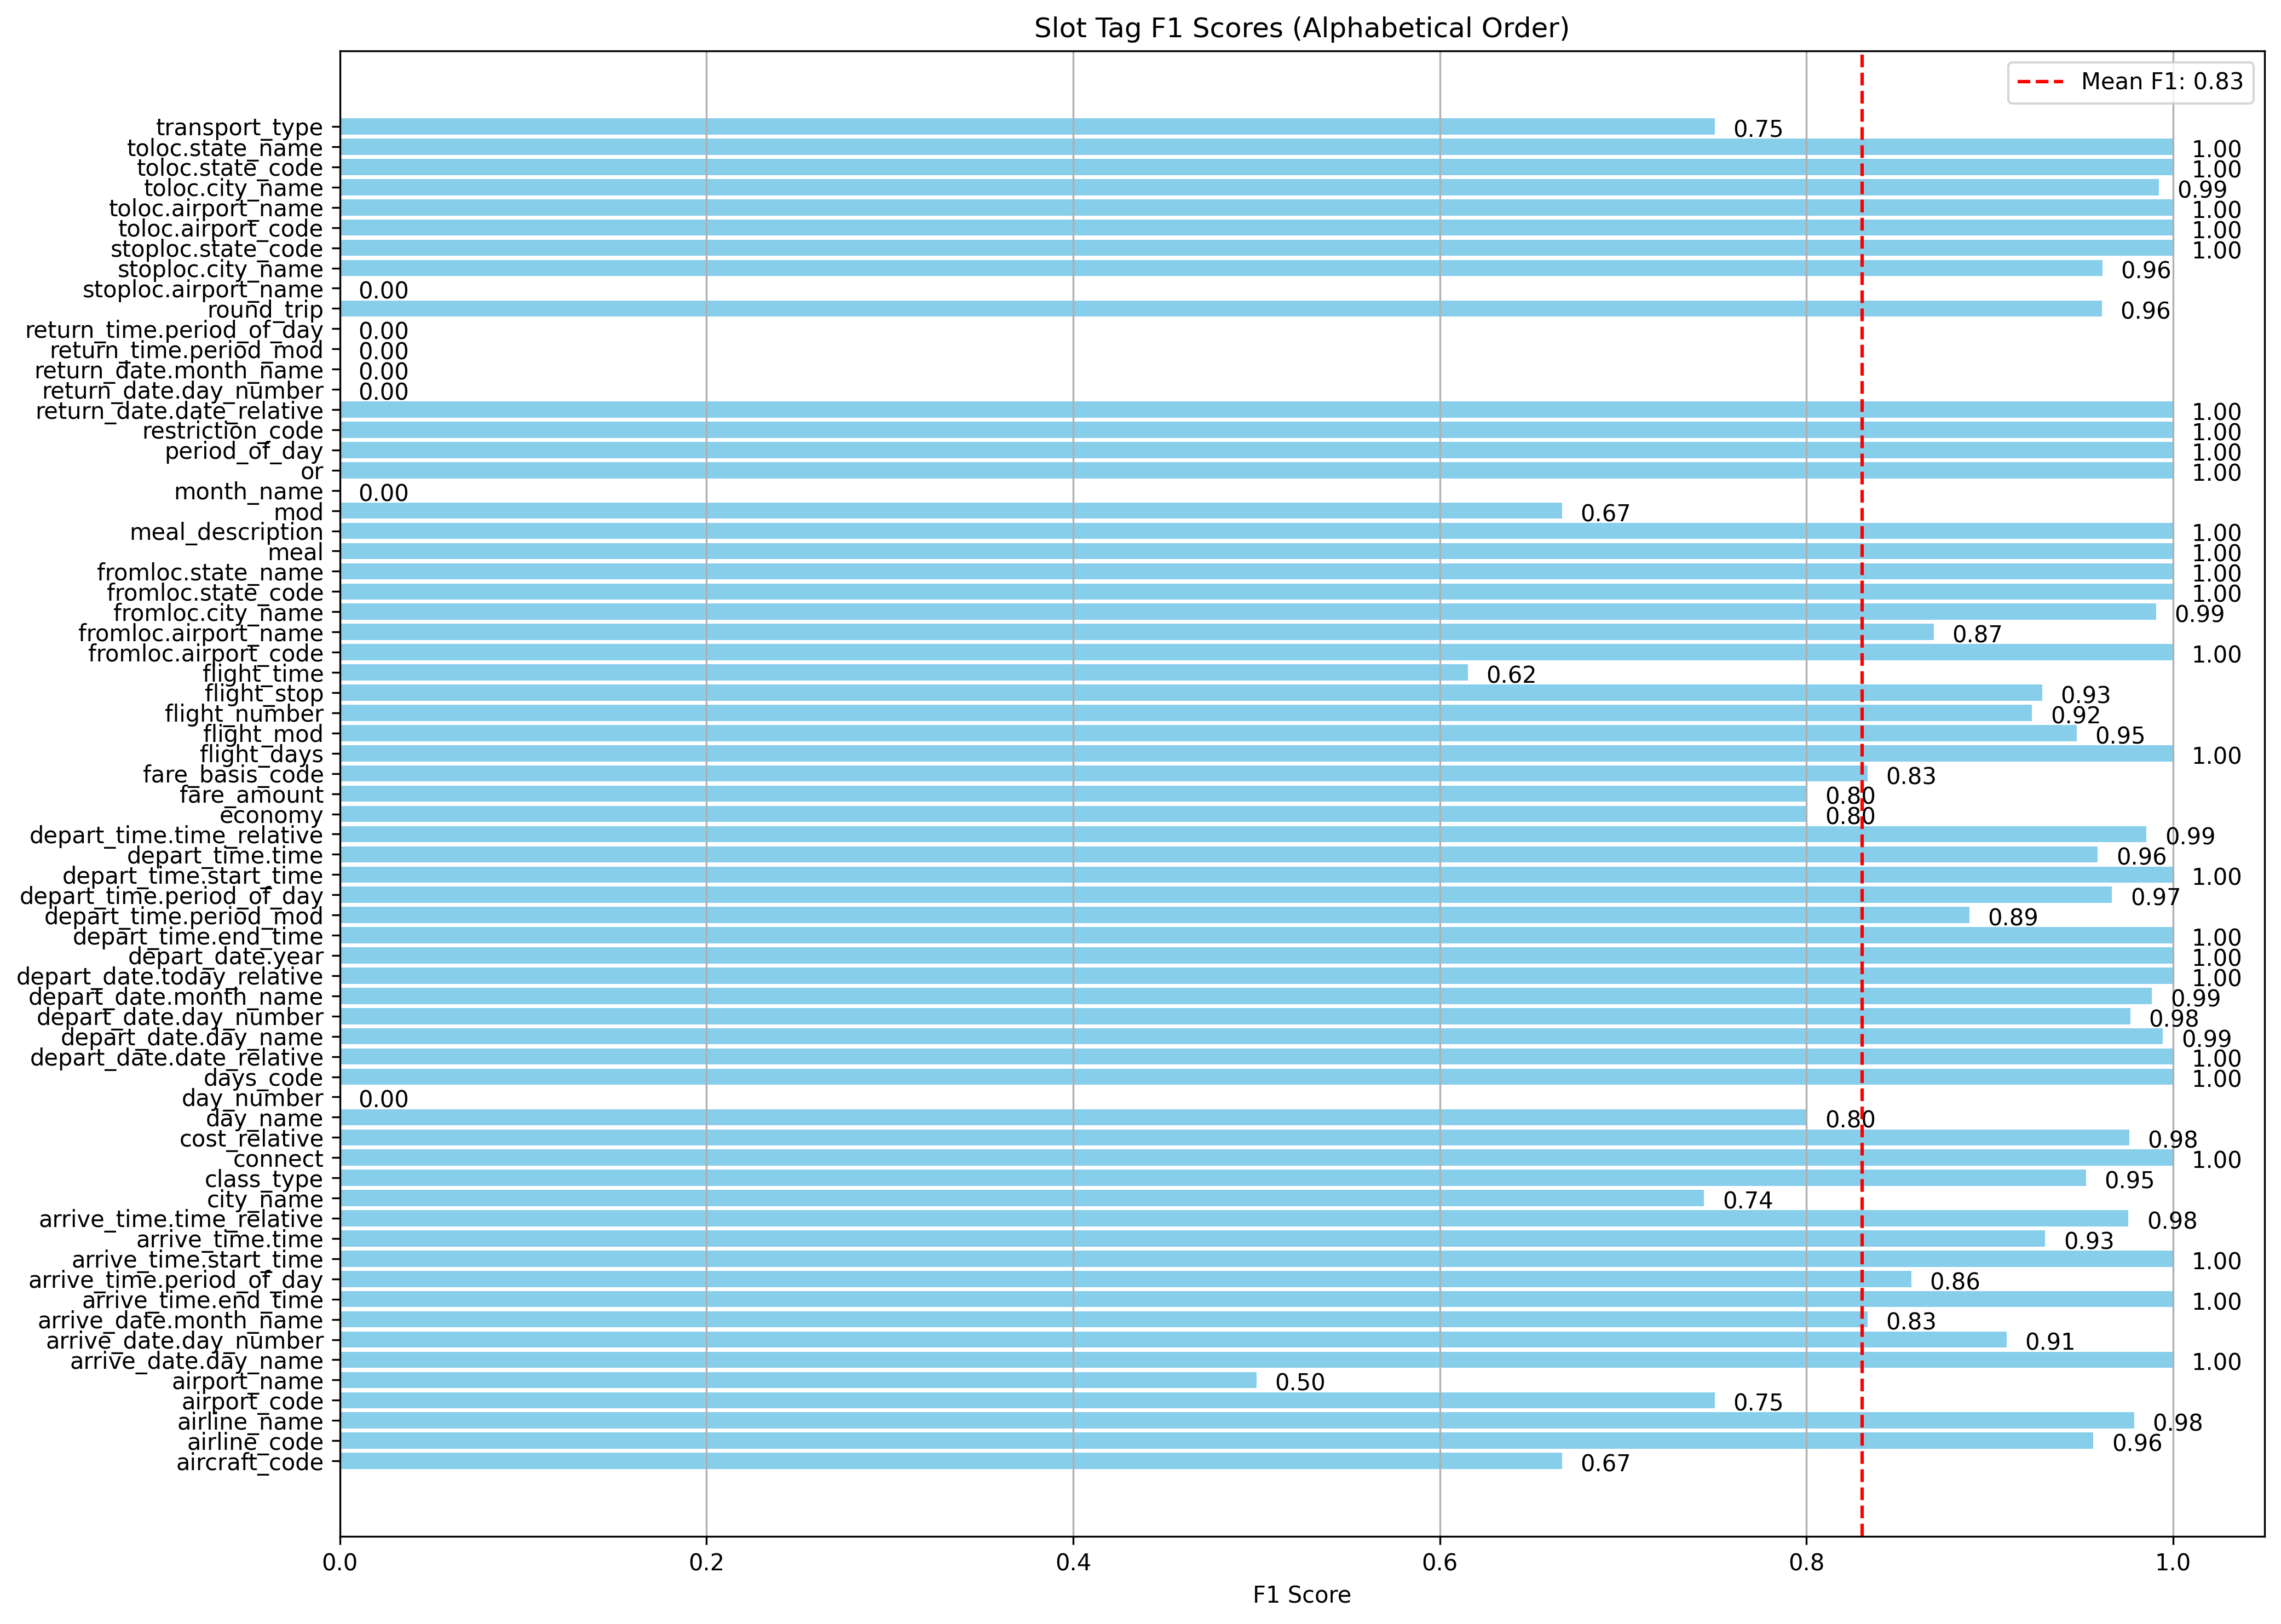 Slot Tag F1 Scores (Alphabetical Order)
Mean F1: 0.83
transport_type 0.75
toloc.state_name 1.00
toloc.state_code 1.00
toloc.city_name 0.99
toloc.airport_name 1.00
toloc.airport_code 1.00
stoploc.state_code 1.00
stoploc.city_name 0.96
stoploc.airport_name 0.00
round_trip 0.96
return_time.period_of_day 0.00
return_time.period_mod 0.00
return_date.month_name 0.00
return_date.day_number 0.00
return_date.date_relative 1.00
restriction_code 1.00
period_of_day 1.00
or 1.00
month_name 0.00
mod 0.67
meal_description 1.00
meal 1.00
fromloc.state_name 1.00
fromloc.state_code 1.00
fromloc.city_name 0.99
fromloc.airport_name 0.87
fromloc.airport_code 1.00
flight_time 0.62
flight_stop 0.93
flight_number 0.92
flight_mod 0.95
flight_days 1.00
fare_basis_code 0.83
fare_amount 0.80
economy 0.80
depart_time.time_relative 0.99
depart_time.time 0.96
depart_time.start_time 1.00
depart_time.period_of_day 0.97
depart_time.period_mod 0.89
depart_time.end_time 1.00
depart_date.year 1.00
depart_date.today_relative 1.00
depart_date.month_name 0.99
depart_date.day_number 0.98
depart_date.day_name 0.99
depart_date.date_relative 1.00
days_code 1.00
day_number 0.00
day_name 0.80
cost_relative 0.98
connect 1.00
class_type 0.95
city_name 0.74
arrive_time.time_relative 0.98
arrive_time.time 0.93
arrive_time.start_time 1.00
arrive_time.period_of_day 0.86
arrive_time.end_time 1.00
arrive_date.month_name 0.83
arrive_date.day_number 0.91
arrive_date.day_name 1.00
airport_name 0.50
airport_code 0.75
airline_name 0.98
airline_code 0.96
aircraft_code 0.67
0.0 0.2 0.4 0.6 0.8 1.0
F1 Score